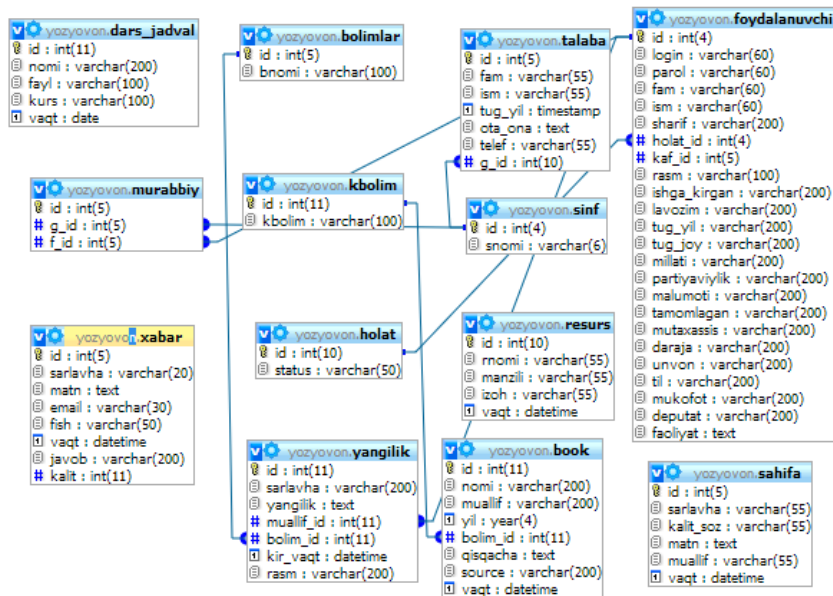 yozyovon.dars_jadval
id : int(11)
nomi : varchar(200)
fayl : varchar(100)
kurs : varchar(100)
vaqt : date
yozyovon.bolimlar
id : int(5)
bnomi : varchar(100)
yozyovon.talaba
id : int(5)
fam : varchar(55)
ism : varchar(55)
tug_yil : timestamp
ota_ona : text
telef : varchar(55)
g_id : int(10)
yozyovon.foydalanuvchi
id : int(4)
login : varchar(60)
parol : varchar(60)
fam : varchar(60)
ism : varchar(60)
sharif : varchar(200)
holat_id : int(4)
kaf_id : int(5)
rasm : varchar(100)
ishga_kirgan : varchar(200)
lavozim : varchar(200)
tug_yil : varchar(200)
tug_joy : varchar(200)
millati : varchar(200)
partiyaviylik : varchar(200)
malumoti : varchar(200)
tamomlagan : varchar(200)
mutaxassis : varchar(200)
daraja : varchar(200)
unvon : varchar(200)
til : varchar(200)
mukofot : varchar(200)
deputat : varchar(200)
faoliyat : text
yozyovon.murabbiy
id : int(5)
g_id : int(5)
f_id : int(5)
yozyovon.kbolim
id : int(11)
kbolim : varchar(100)
yozyovon.sinf
id : int(4)
snomi : varchar(6)
yozyovon.xabar
id : int(5)
sarlavha : varchar(20)
matn : text
email : varchar(30)
fish : varchar(50)
vaqt : datetime
javob : varchar(200)
kalit : int(11)
yozyovon.holat
id : int(10)
status : varchar(50)
yozyovon.resurs
id : int(10)
rnomi : varchar(55)
manzili : varchar(55)
izoh : varchar(55)
vaqt : datetime
yozyovon.yangilik
id : int(11)
sarlavha : varchar(200)
yangilik : text
muallif_id : int(11)
bolim_id : int(11)
kir_vaqt : datetime
rasm : varchar(200)
yozyovon.book
id : int(11)
nomi : varchar(200)
muallif : varchar(200)
yil : year(4)
bolim_id : int(11)
qisqacha : text
source : varchar(200)
vaqt : datetime
yozyovon.sahifa
id : int(5)
sarlavha : varchar(55)
kalit_soz : varchar(55)
matn : text
muallif : varchar(55)
vaqt : datetime